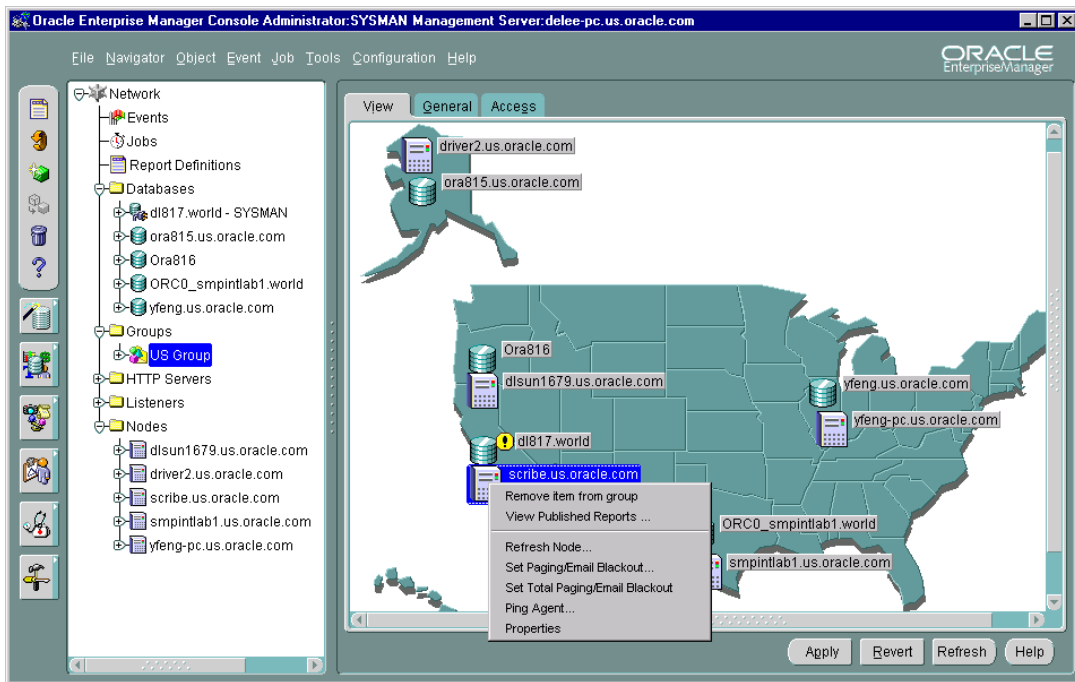 Oracle Enterprise Manager Console Administrator:SYSMAN Management Server:delee-pc.us.oracle.com
File Navigator Object Event Job Tools Configuration Help
ORACLE
EnterpriseManager
Network
Events
Jobs
Report Definitions
Databases
dl817.world - SYSMAN
ora815.us.oracle.com
Ora816
ORC0_smpintlab1.world
yfeng.us.oracle.com
Groups
US Group
HTTP Servers
Listeners
Nodes
dlsun1679.us.oracle.com
driver2.us.oracle.com
scribe.us.oracle.com
smpintlab1.us.oracle.com
yfeng-pc.us.oracle.com
View General Access
driver2.us.oracle.com
ora815.us.oracle.com
Ora816
dlsun1679.us.oracle.com
yfeng.us.oracle.com
yfeng-pc.us.oracle.com
dl817.world
scribe.us.oracle.com
Remove item from group
View Published Reports ...
Refresh Node...
Set Paging/Email Blackout...
Set Total Paging/Email Blackout
Ping Agent...
Properties
ORC0_smpintlab1.world
smpintlab1.us.oracle.com
Apply Revert Refresh Help